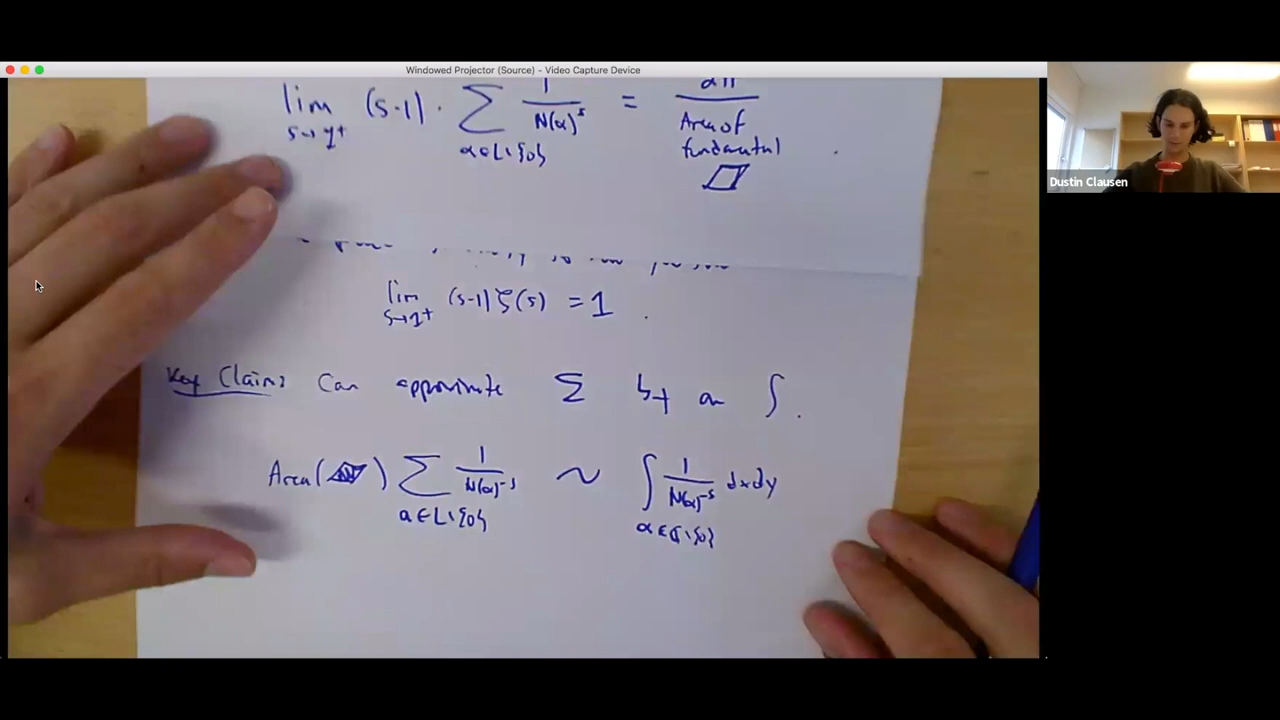 Windowed Projector (Source) - Video Capture Device
lim (s-1) · ∑ 1/N(α)^s =
s→1+ α∈L\{0}
Area of
fundamental
Dustin Clausen
lim (s-1) ζ(s) = 1 .
s→1+
Key Claim: Can approximate ∑ by an ∫ .
Area( ) ∑ 1/N(α)^-s ~ ∫ 1/N(α)^-s dxdy
α∈L\{0} α∈ℂ\{0}